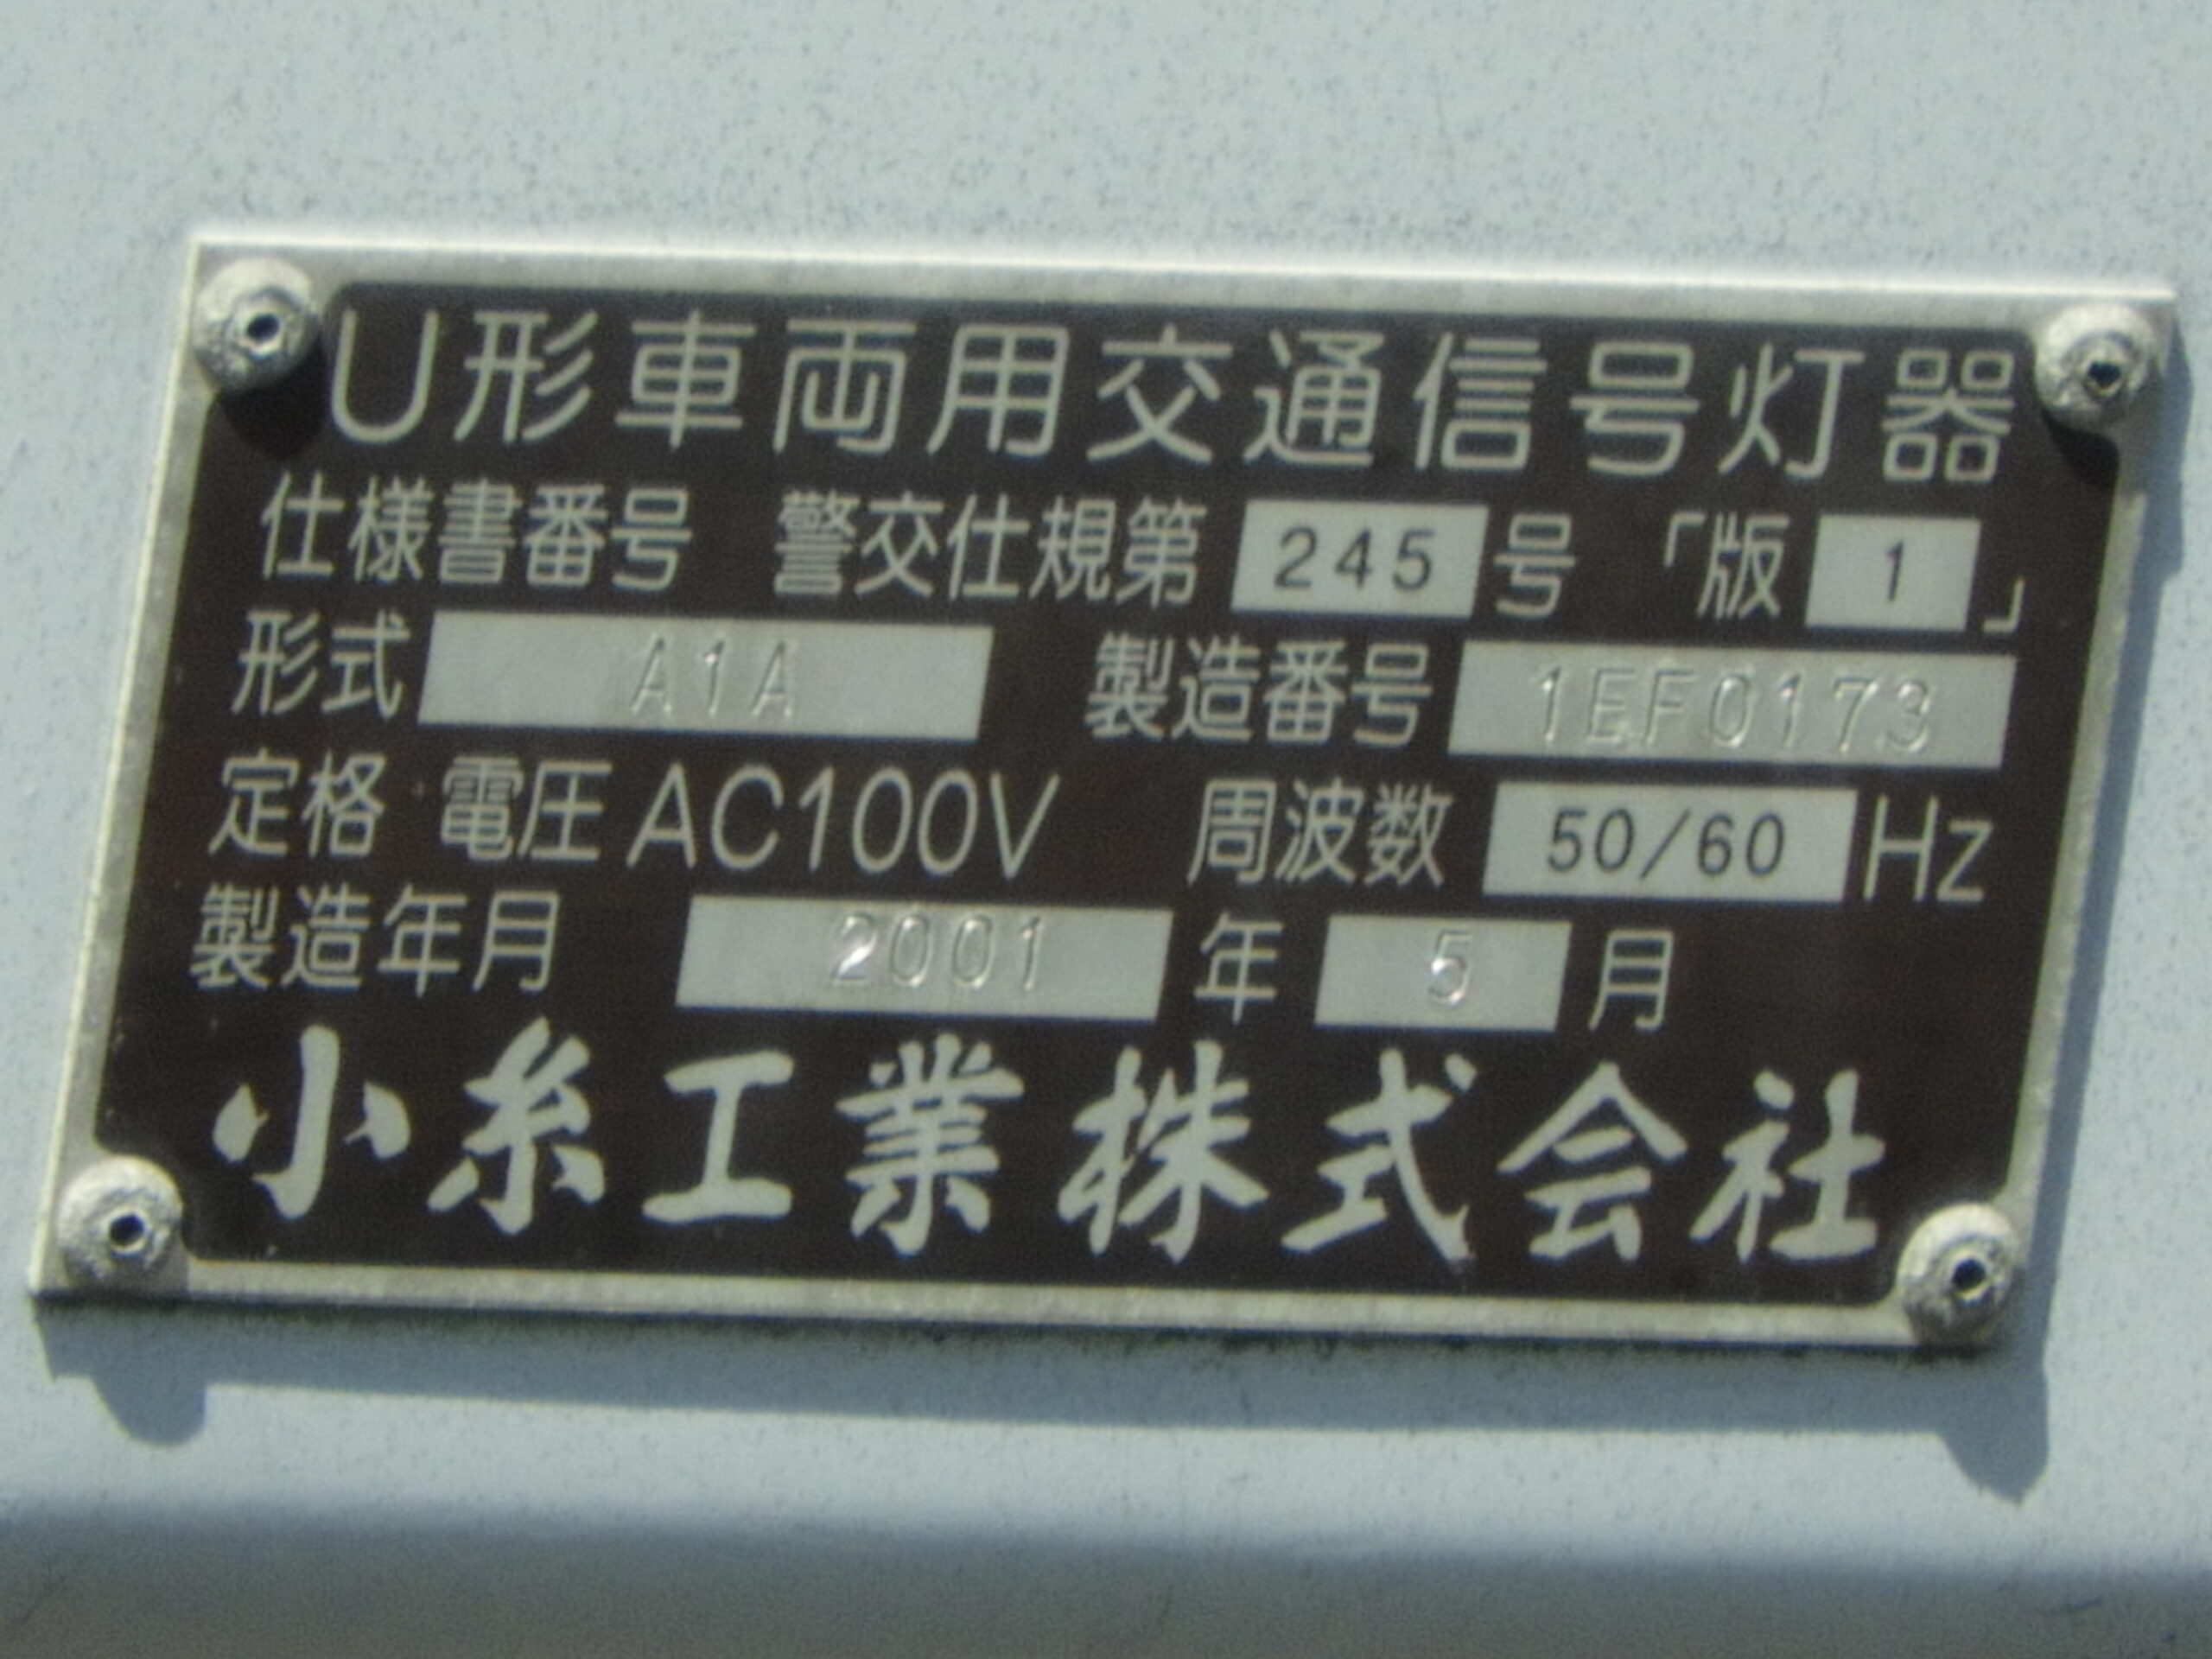 U形車両用交通信号灯器
仕様書番号 警交仕規第 245 号 「版 1 」
形式 A1A 製造番号 1EF0173
定格 電圧 AC100V 周波数 50/60 Hz
製造年月 2001 年 5 月
小糸工業株式会社